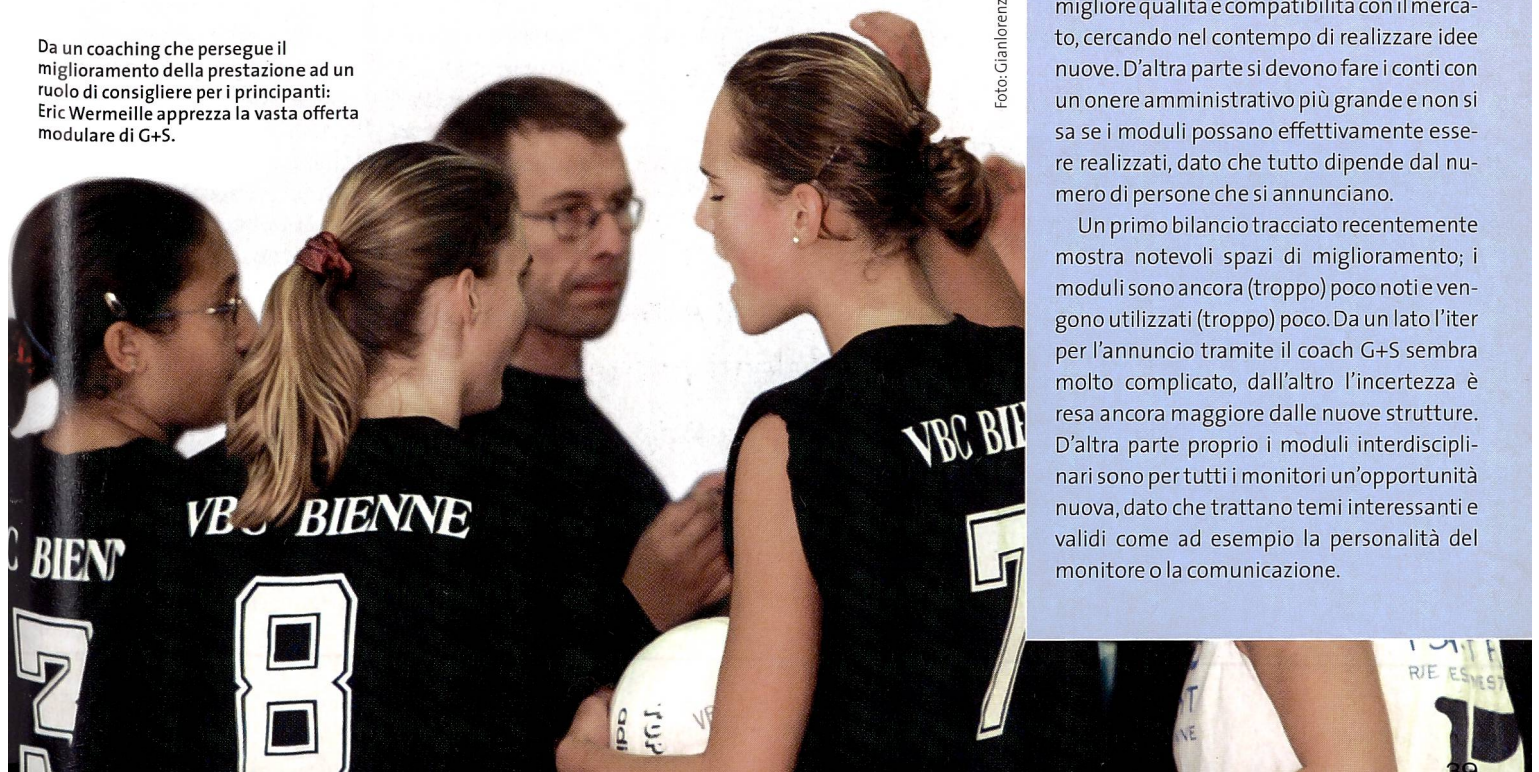 Da un coaching che persegue il
miglioramento della prestazione ad un
ruolo di consigliere per i principanti:
Eric Wermeille apprezza la vasta offerta
modulare di G+S.
Foto: Gianlorenz
migliore qualità e compatibilità con il merca-
to, cercando nel contempo di realizzare idee
nuove. D'altra parte si devono fare i conti con
un onere amministrativo più grande e non si
sa se i moduli possano effettivamente esse-
re realizzati, dato che tutto dipende dal nu-
mero di persone che si annunciano.
Un primo bilancio tracciato recentemente
mostra notevoli spazi di miglioramento; i
moduli sono ancora (troppo) poco noti e ven-
gono utilizzati (troppo) poco. Da un lato l'iter
per l'annuncio tramite il coach G+S sembra
molto complicato, dall'altro l'incertezza è
resa ancora maggiore dalle nuove strutture.
D'altra parte proprio i moduli interdiscipli-
nari sono per tutti i monitori un'opportunità
nuova, dato che trattano temi interessanti e
validi come ad esempio la personalità del
monitore o la comunicazione.
C BIENN
VBC BIENNE
8
VBC BIE
7
adi
TOP
VB
39